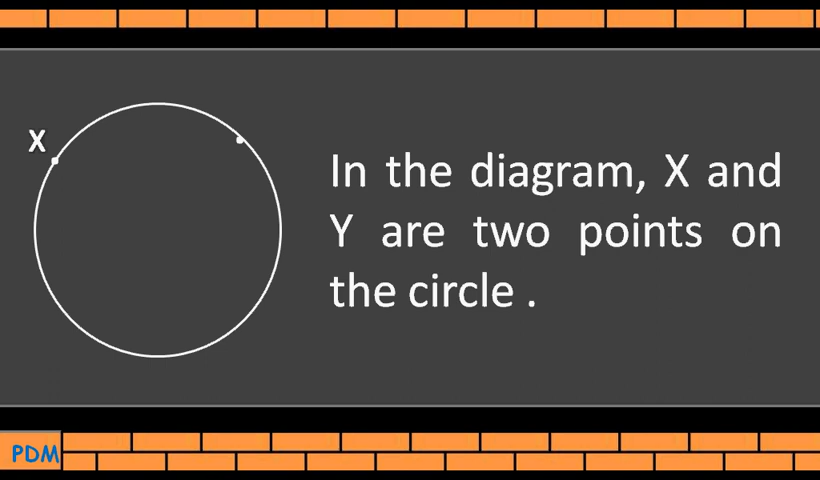 X
In the diagram, X and
Y are two points on
the circle .
PDM